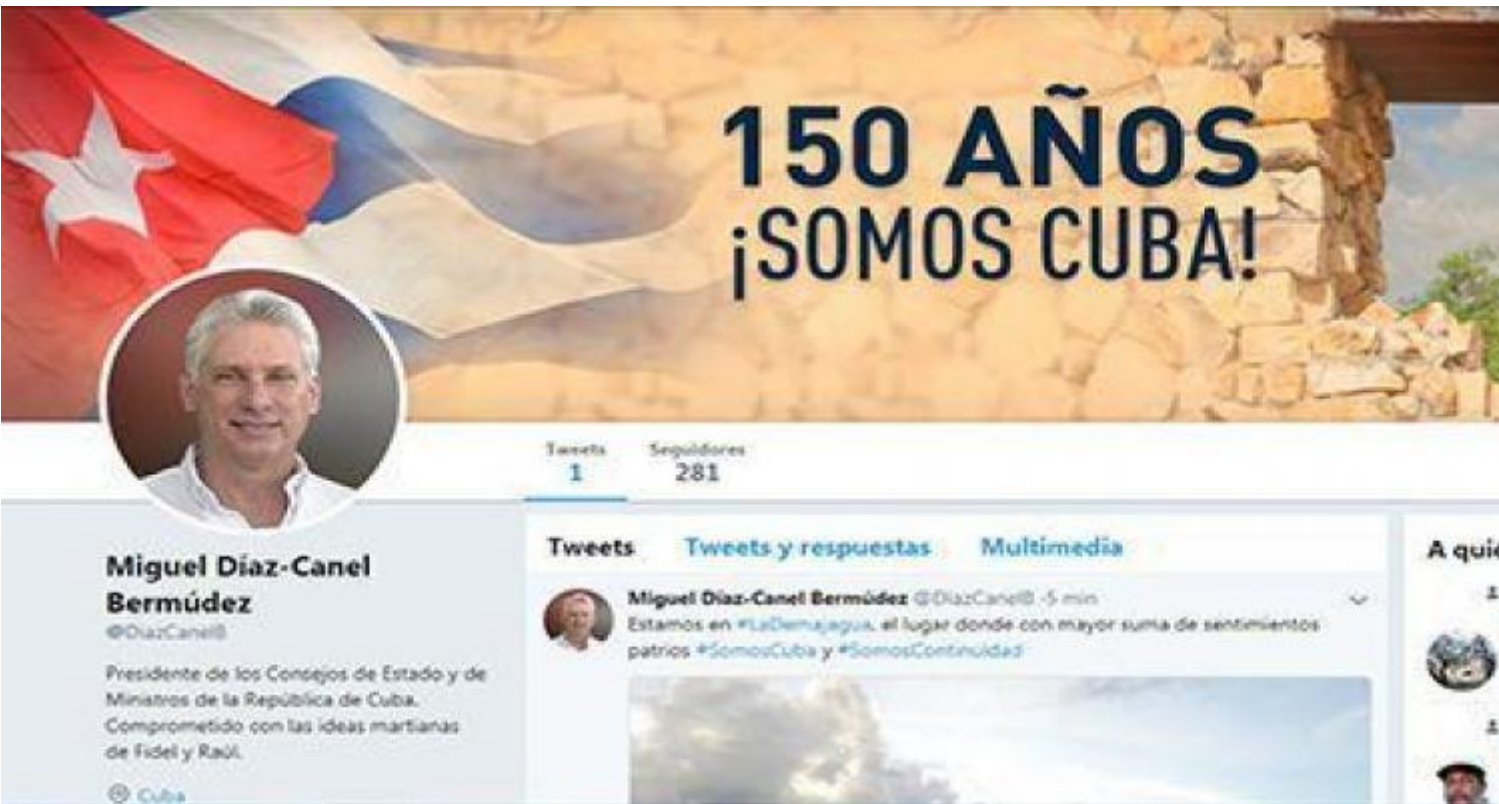 150 AÑOS
¡SOMOS CUBA!
Tweets
1
Seguidores
281
Miguel Díaz-Canel
Bermúdez
@DiazCanelB
Presidente de los Consejos de Estado y de
Ministros de la República de Cuba.
Comprometido con las ideas martianas
de Fidel y Raúl.
Cuba
Tweets Tweets y respuestas Multimedia
Miguel Díaz-Canel Bermúdez @DiazCanelB -5 min
Estamos en #LaDemajagua, el lugar donde con mayor suma de sentimientos
patrios #SomosCuba y #SomosContinuidad
A quié